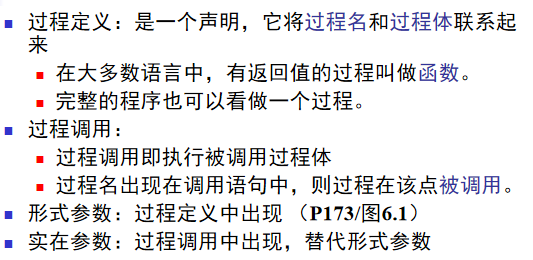 过程定义：是一个声明，它将过程名和过程体联系起
来
在大多数语言中，有返回值的过程叫做函数。
完整的程序也可以看做一个过程。
过程调用：
过程调用即执行被调用过程体
过程名出现在调用语句中，则过程在该点被调用。
形式参数：过程定义中出现 （P173/图6.1）
实在参数：过程调用中出现，替代形式参数